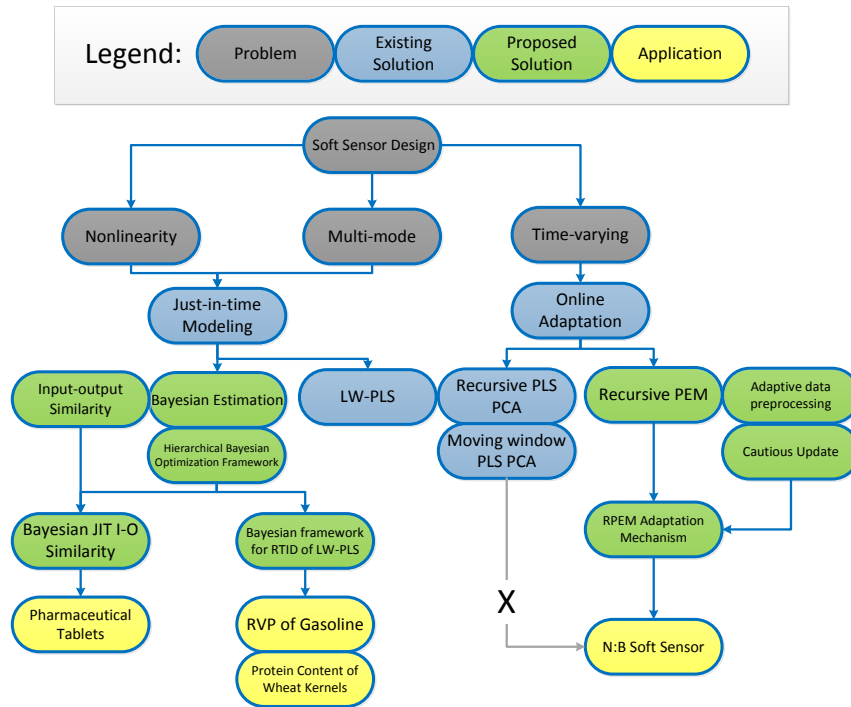 Legend:
Problem
Existing
Solution
Proposed
Solution
Application
Soft Sensor Design
Nonlinearity
Multi-mode
Time-varying
Just-in-time
Modeling
Online
Adaptation
Input-output
Similarity
Bayesian Estimation
Hierarchical Bayesian
Optimization Framework
LW-PLS
Recursive PLS
PCA
Moving window
PLS PCA
Recursive PEM
Adaptive data
preprocessing
Cautious Update
Bayesian JIT I-O
Similarity
Bayesian framework
for RTID of LW-PLS
RPEM Adaptation
Mechanism
X
Pharmaceutical
Tablets
RVP of Gasoline
Protein Content of
Wheat Kernels
N:B Soft Sensor